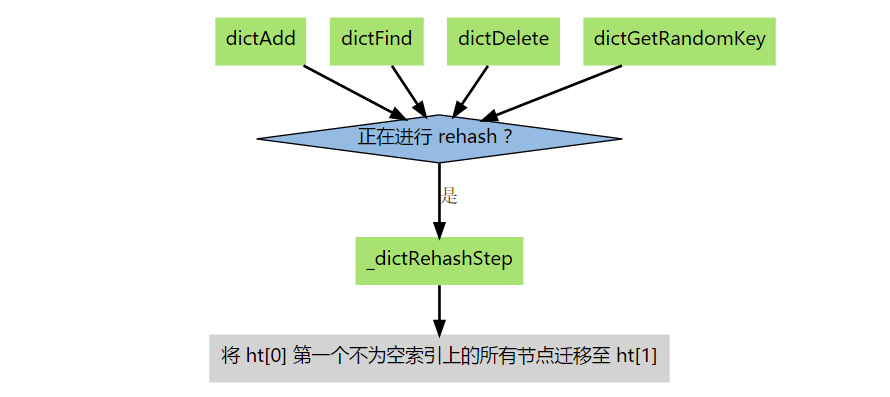 dictAdd
dictFind
dictDelete
dictGetRandomKey
正在进行 rehash ？
是
_dictRehashStep
将 ht[0] 第一个不为空索引上的所有节点迁移至 ht[1]